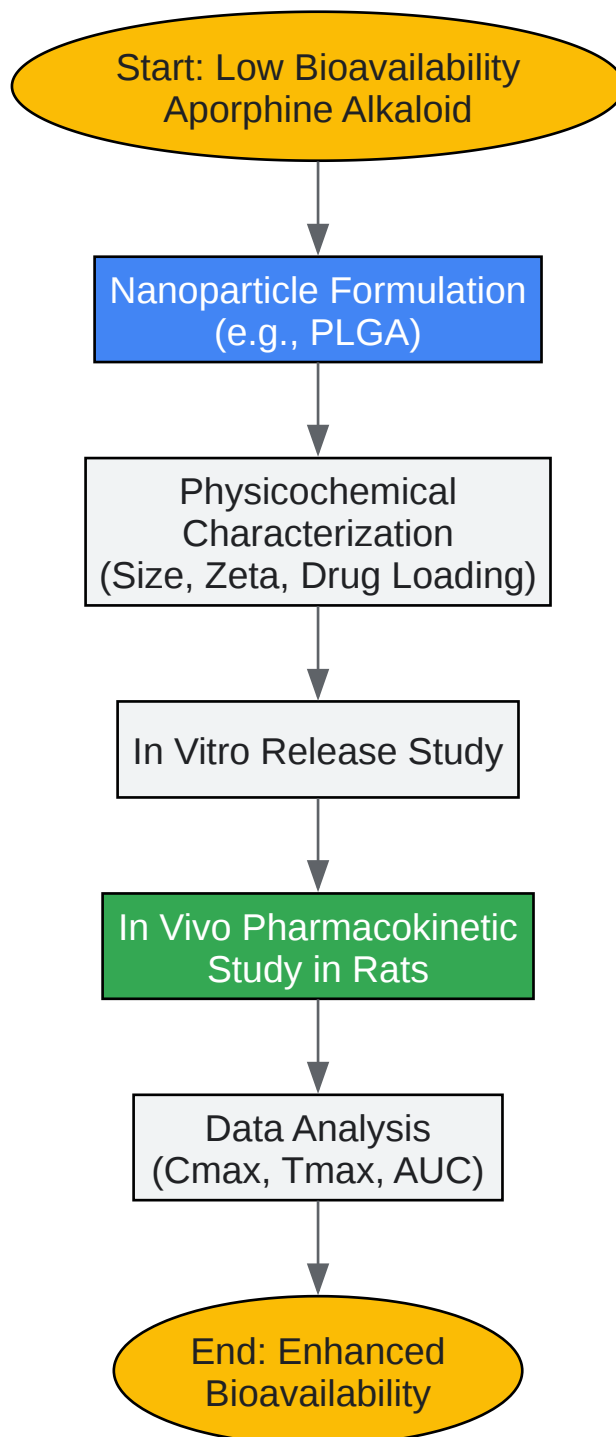 Start: Low Bioavailability
Aporphine Alkaloid
Nanoparticle Formulation
(e.g., PLGA)
Physicochemical
Characterization
(Size, Zeta, Drug Loading)
In Vitro Release Study
In Vivo Pharmacokinetic
Study in Rats
Data Analysis
(Cmax, Tmax, AUC)
End: Enhanced
Bioavailability